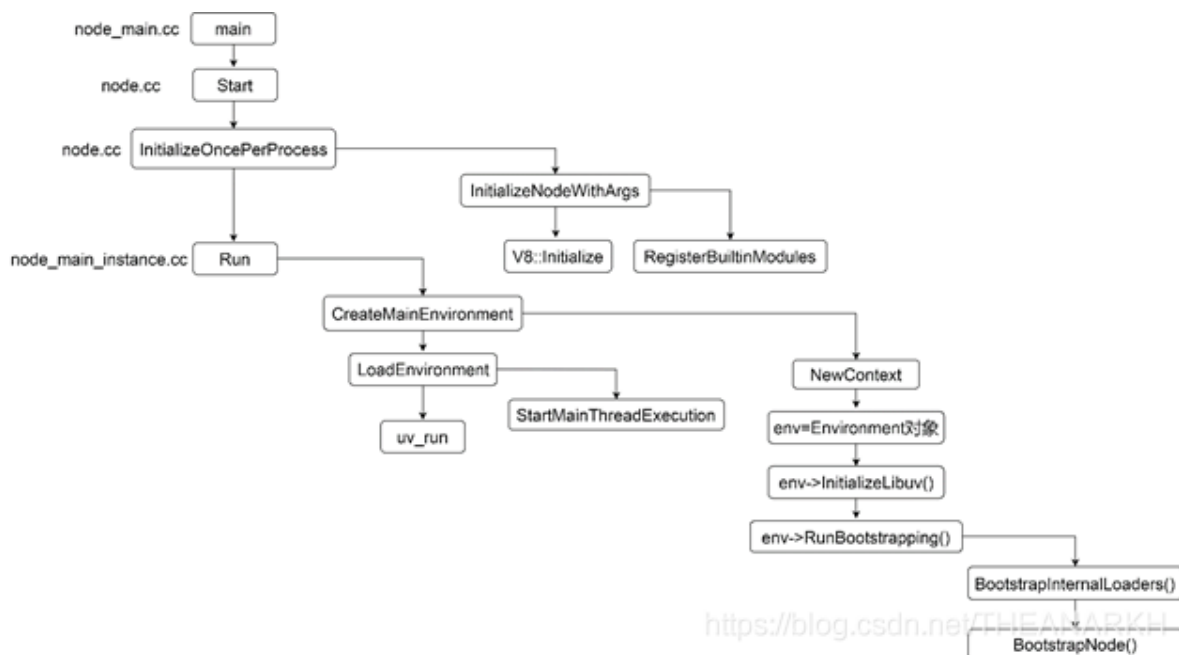 node_main.cc main
node.cc Start
node.cc InitializeOncePerProcess
InitializeNodeWithArgs
V8::Initialize RegisterBuiltinModules
node_main_instance.cc Run
CreateMainEnvironment
LoadEnvironment NewContext
StartMainThreadExecution
env=Environment对象
uv_run
env->InitializeLibuv()
env->RunBootstrapping()
BootstrapInternalLoaders()
https://blog.csdn.net/THEANARKH
BootstrapNode()